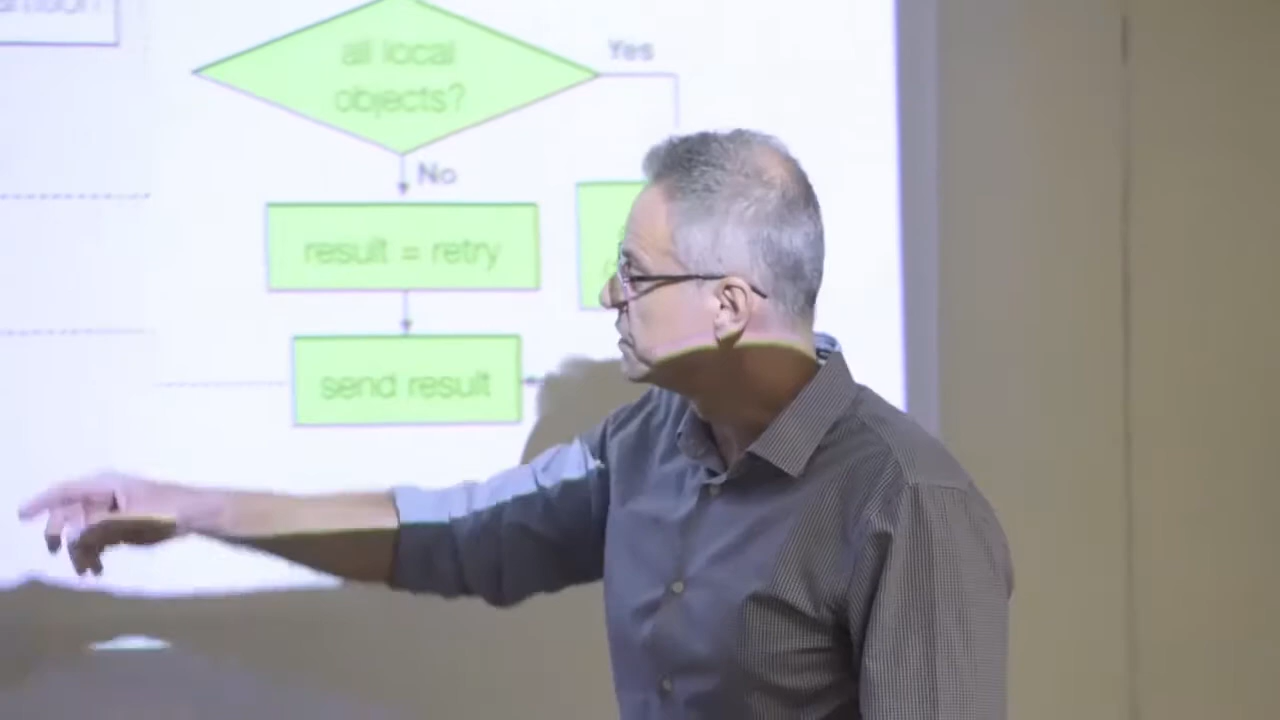 all local
objects?
Yes
No
result = retry
send result